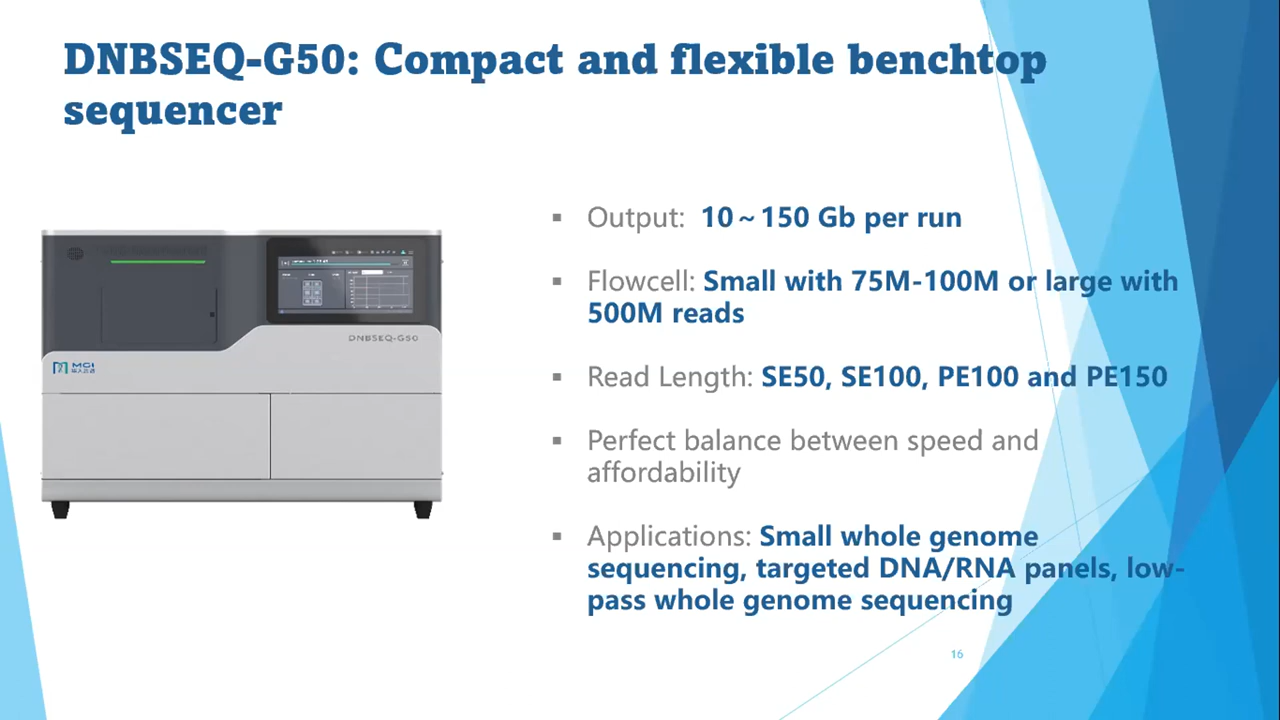 DNBSEQ-G50: Compact and flexible benchtop
sequencer
▪ Output: 10～150 Gb per run
▪ Flowcell: Small with 75M-100M or large with
500M reads
▪ Read Length: SE50, SE100, PE100 and PE150
▪ Perfect balance between speed and
affordability
▪ Applications: Small whole genome
sequencing, targeted DNA/RNA panels, low-
pass whole genome sequencing
DNBSEQ-G50
MGI
16